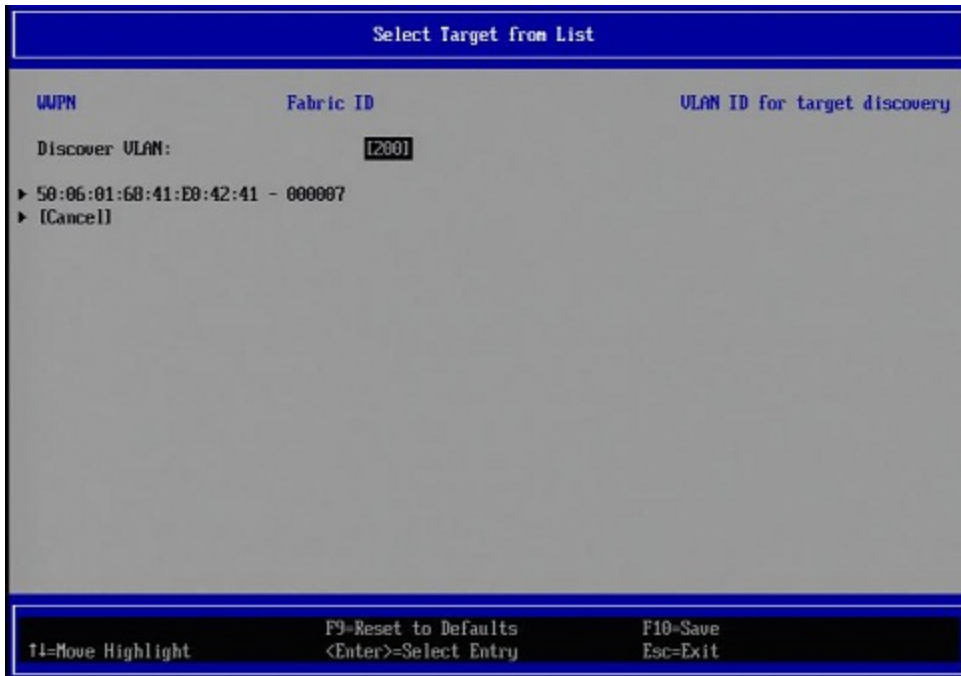 Select Target from List
WWPN Fabric ID VLAN ID for target discovery
Discover VLAN: [200]
▶ 50:06:01:68:41:E0:42:41 - 000007
▶ [Cancel]
F9=Reset to Defaults F10=Save
↑↓=Move Highlight <Enter>=Select Entry Esc=Exit